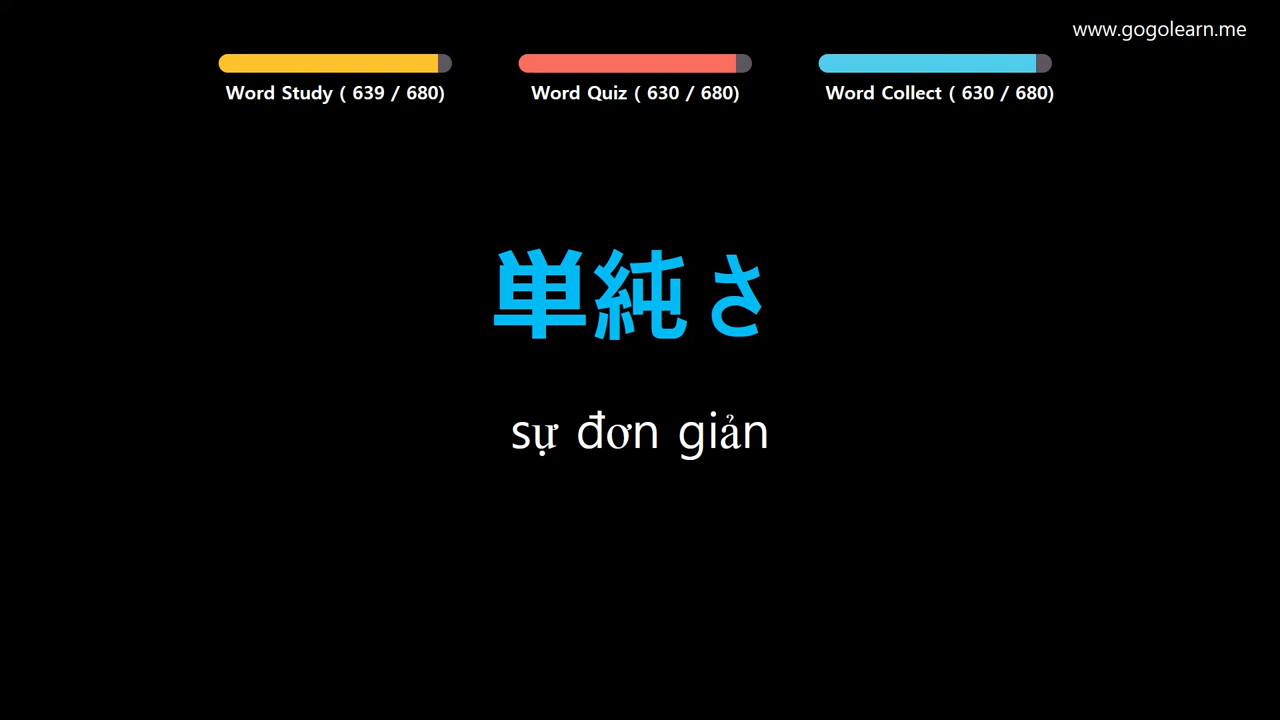 www.gogolearn.me
Word Study ( 639 / 680)
Word Quiz ( 630 / 680)
Word Collect ( 630 / 680)
単純さ
sự đơn giản